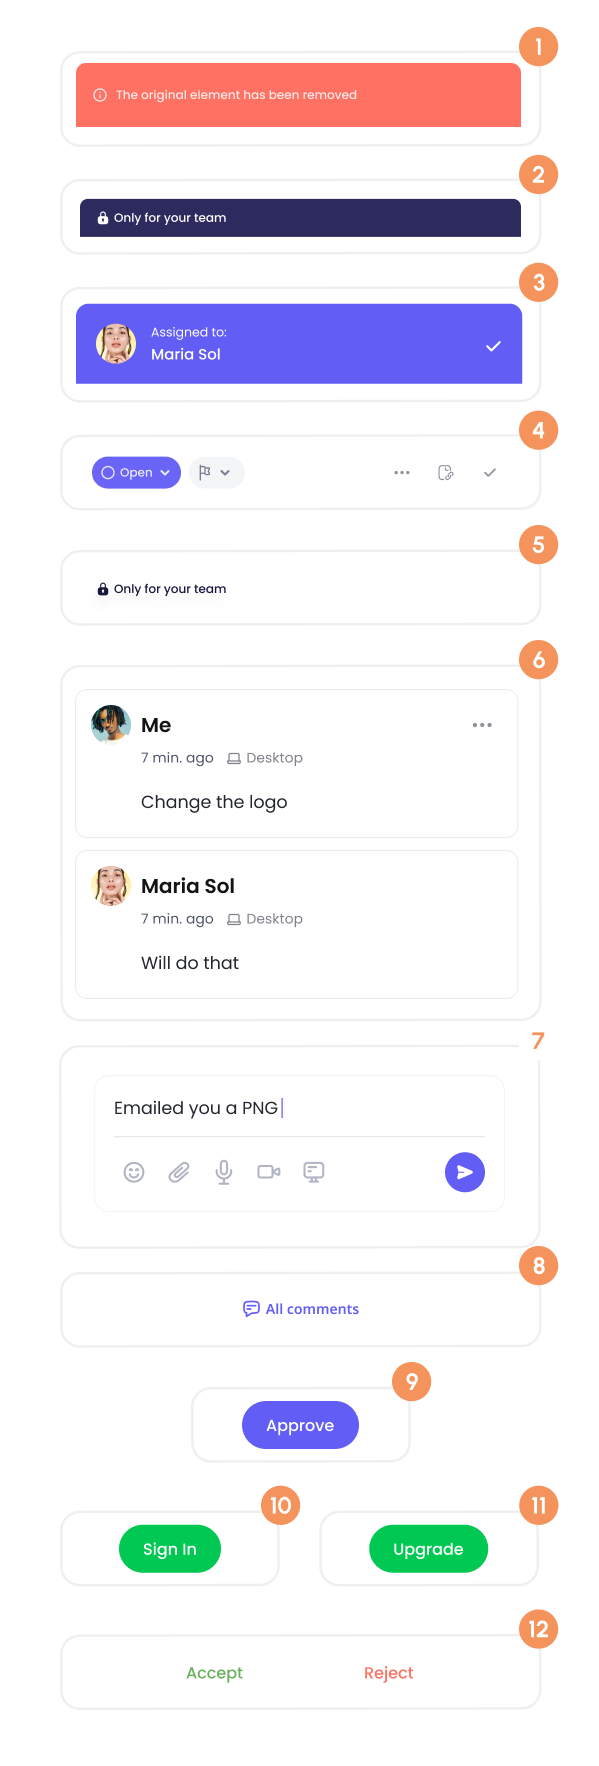 1
The original element has been removed
2
Only for your team
3
Assigned to:
Maria Sol
4
Open
5
Only for your team
6
Me
7 min. ago Desktop
Change the logo
Maria Sol
7 min. ago Desktop
Will do that
7
Emailed you a PNG
8
All comments
9
Approve
10 11
Sign In Upgrade
12
Accept Reject